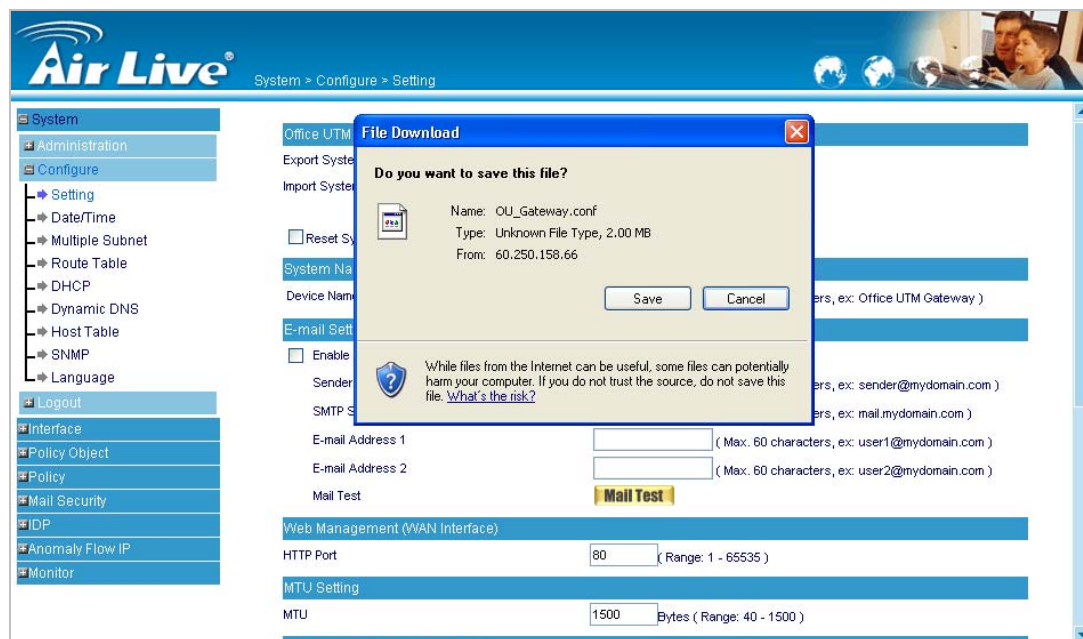 Air Live®
System > Configure > Setting
System
Administration
Configure
Setting
Date/Time
Multiple Subnet
Route Table
DHCP
Dynamic DNS
Host Table
SNMP
Language
Logout
Interface
Policy Object
Policy
Mail Security
IDP
Anomaly Flow IP
Monitor
Office UTM
Export Syste
Import Syste
Reset Sy
System Na
Device Nam
ers, ex: Office UTM Gateway )
E-mail Sett
Enable
Sender
ers, ex: sender@mydomain.com )
SMTP S
ers, ex: mail.mydomain.com )
E-mail Address 1 ( Max. 60 characters, ex: user1@mydomain.com )
E-mail Address 2 ( Max. 60 characters, ex: user2@mydomain.com )
Mail Test Mail Test
Web Management (WAN Interface)
HTTP Port 80 ( Range: 1 - 65535 )
MTU Setting
MTU 1500 Bytes ( Range: 40 - 1500 )
File Download
Do you want to save this file?
Name: OU_Gateway.conf
Type: Unknown File Type, 2.00 MB
From: 60.250.158.66
Save Cancel
While files from the Internet can be useful, some files can potentially
harm your computer. If you do not trust the source, do not save this
file. What's the risk?